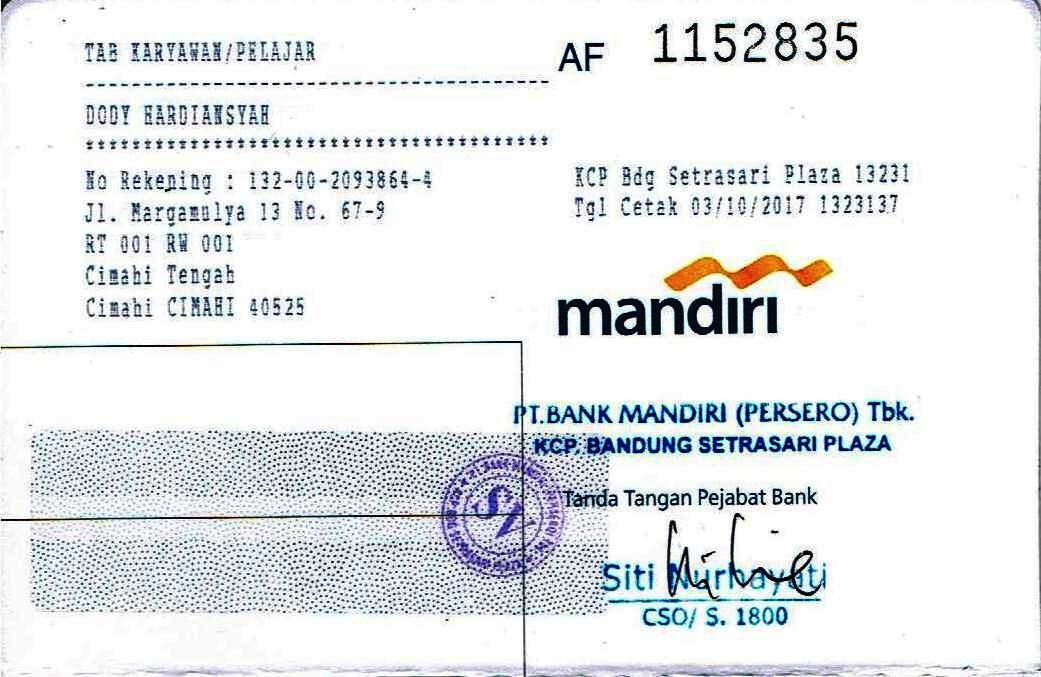 TAB KARYAWAN/PELAJAR
AF 1152835
DODY HARDIANSYAH
****************************************
No Rekening : 132-00-2093864-4
Jl. Margamulya 13 No. 67-9
RT 001 RW 001
Cimahi Tengah
Cimahi CIMAHI 40525
KCP Bdg Setrasari Plaza 13231
Tgl Cetak 03/10/2017 1323137
mandiri
PT.BANK MANDIRI (PERSERO) Tbk.
KCP. BANDUNG SETRASARI PLAZA
Tanda Tangan Pejabat Bank
Siti Nurhayati
CSO/ S. 1800